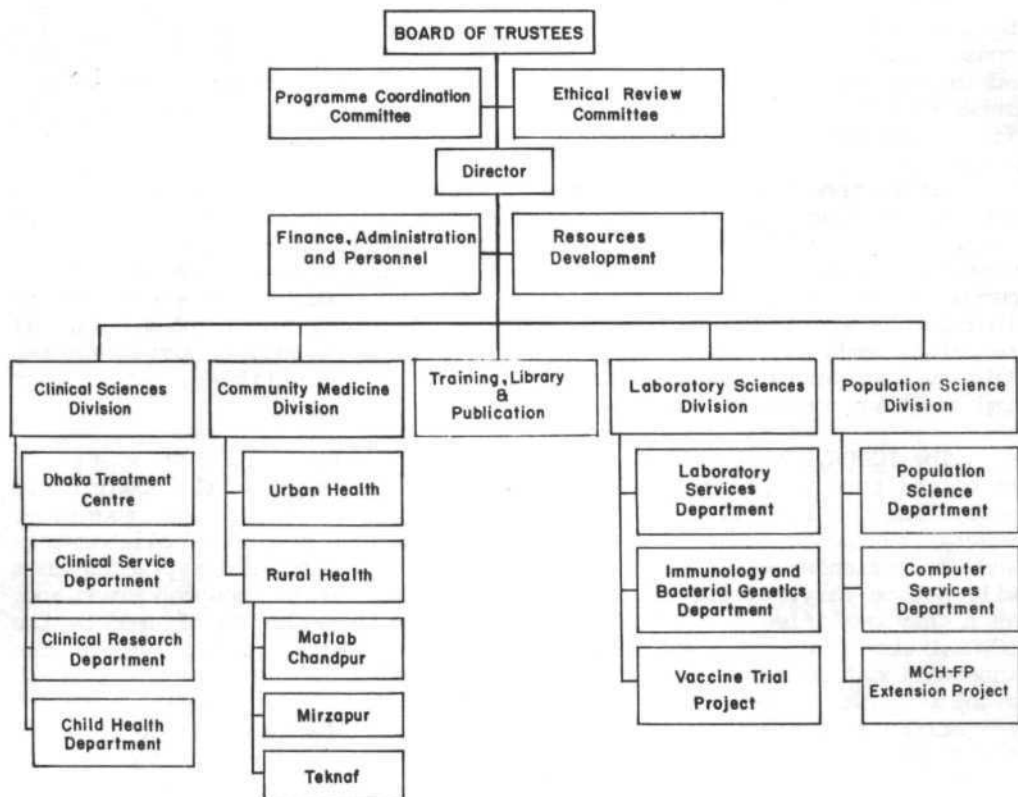 BOARD OF TRUSTEES
Programme Coordination
Committee
Ethical Review
Committee
Director
Finance, Administration
and Personnel
Resources
Development
Clinical Sciences
Division
Community Medicine
Division
Training, Library
&
Publication
Laboratory Sciences
Division
Population Science
Division
Dhaka Treatment
Centre
Clinical Service
Department
Clinical Research
Department
Child Health
Department
Urban Health
Rural Health
Matlab
Chandpur
Mirzapur
Teknaf
Laboratory
Services
Department
Immunology and
Bacterial Genetics
Department
Vaccine Trial
Project
Population
Science
Department
Computer
Services
Department
MCH-FP
Extension Project